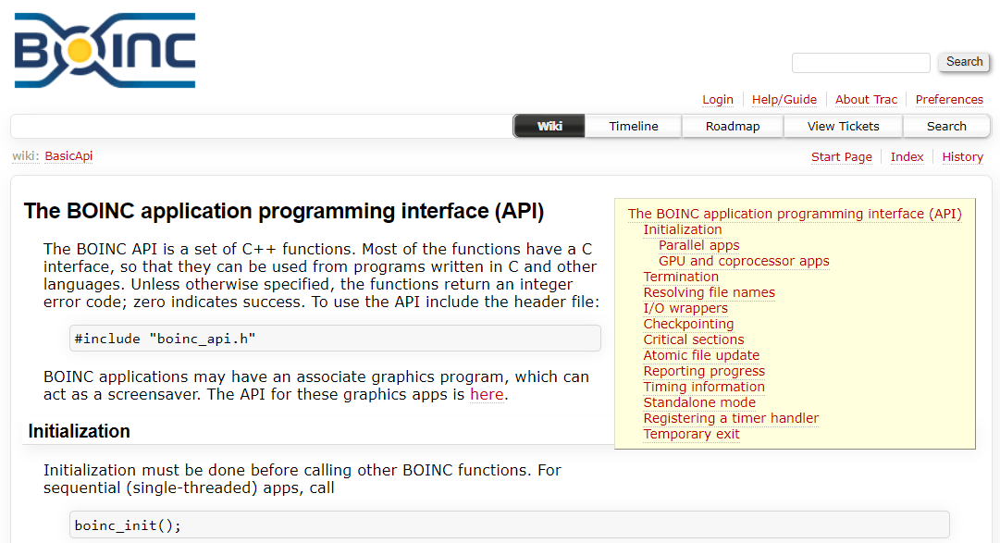 BOINC
Search
Login Help/Guide About Trac Preferences
Wiki Timeline Roadmap View Tickets Search
wiki: BasicApi
Start Page Index History
The BOINC application programming interface (API)
The BOINC API is a set of C++ functions. Most of the functions have a C
interface, so that they can be used from programs written in C and other
languages. Unless otherwise specified, the functions return an integer
error code; zero indicates success. To use the API include the header file:
#include "boinc_api.h"
BOINC applications may have an associate graphics program, which can
act as a screensaver. The API for these graphics apps is here.
The BOINC application programming interface (API)
Initialization
Parallel apps
GPU and coprocessor apps
Termination
Resolving file names
I/O wrappers
Checkpointing
Critical sections
Atomic file update
Reporting progress
Timing information
Standalone mode
Registering a timer handler
Temporary exit
Initialization
Initialization must be done before calling other BOINC functions. For
sequential (single-threaded) apps, call
boinc_init();